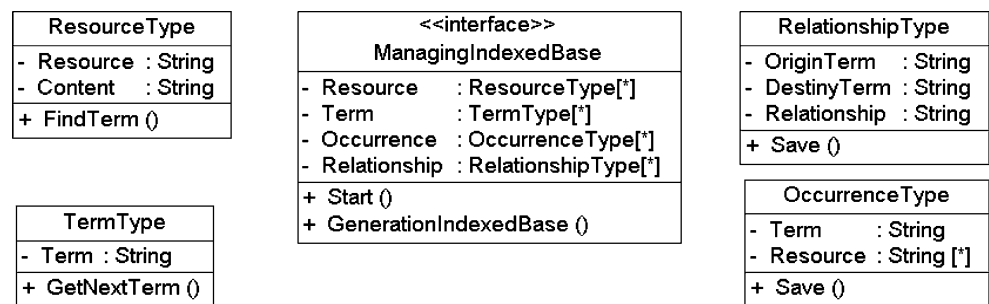 ResourceType
- Resource : String
- Content : String
+ FindTerm ()
TermType
- Term : String
+ GetNextTerm ()
<<interface>>
ManagingIndexedBase
- Resource : ResourceType[*]
- Term : TermType[*]
- Occurrence : OccurrenceType[*]
- Relationship : RelationshipType[*]
+ Start ()
+ GenerationIndexedBase ()
RelationshipType
- OriginTerm : String
- DestinyTerm : String
- Relationship : String
+ Save ()
OccurrenceType
- Term : String
- Resource : String [*]
+ Save ()